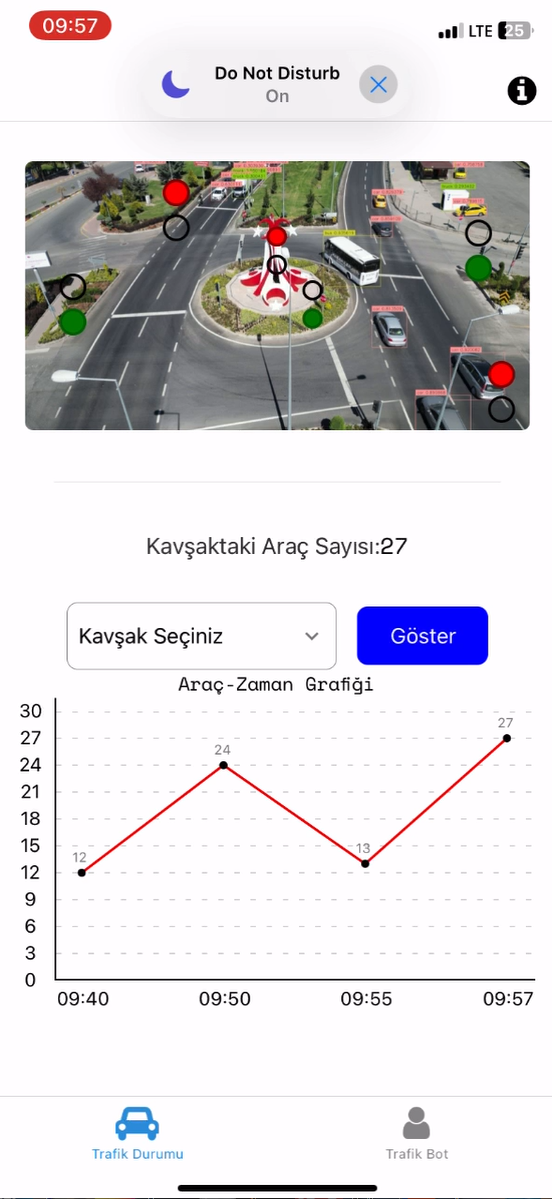 09:57
LTE 25
Do Not Disturb
On
Kavşaktaki Araç Sayısı:27
Kavşak Seçiniz
Göster
Araç-Zaman Grafiği
30
27
24
21
18
15
12
9
6
3
0
12
24
13
27
09:40
09:50
09:55
09:57
Trafik Durumu
Trafik Bot